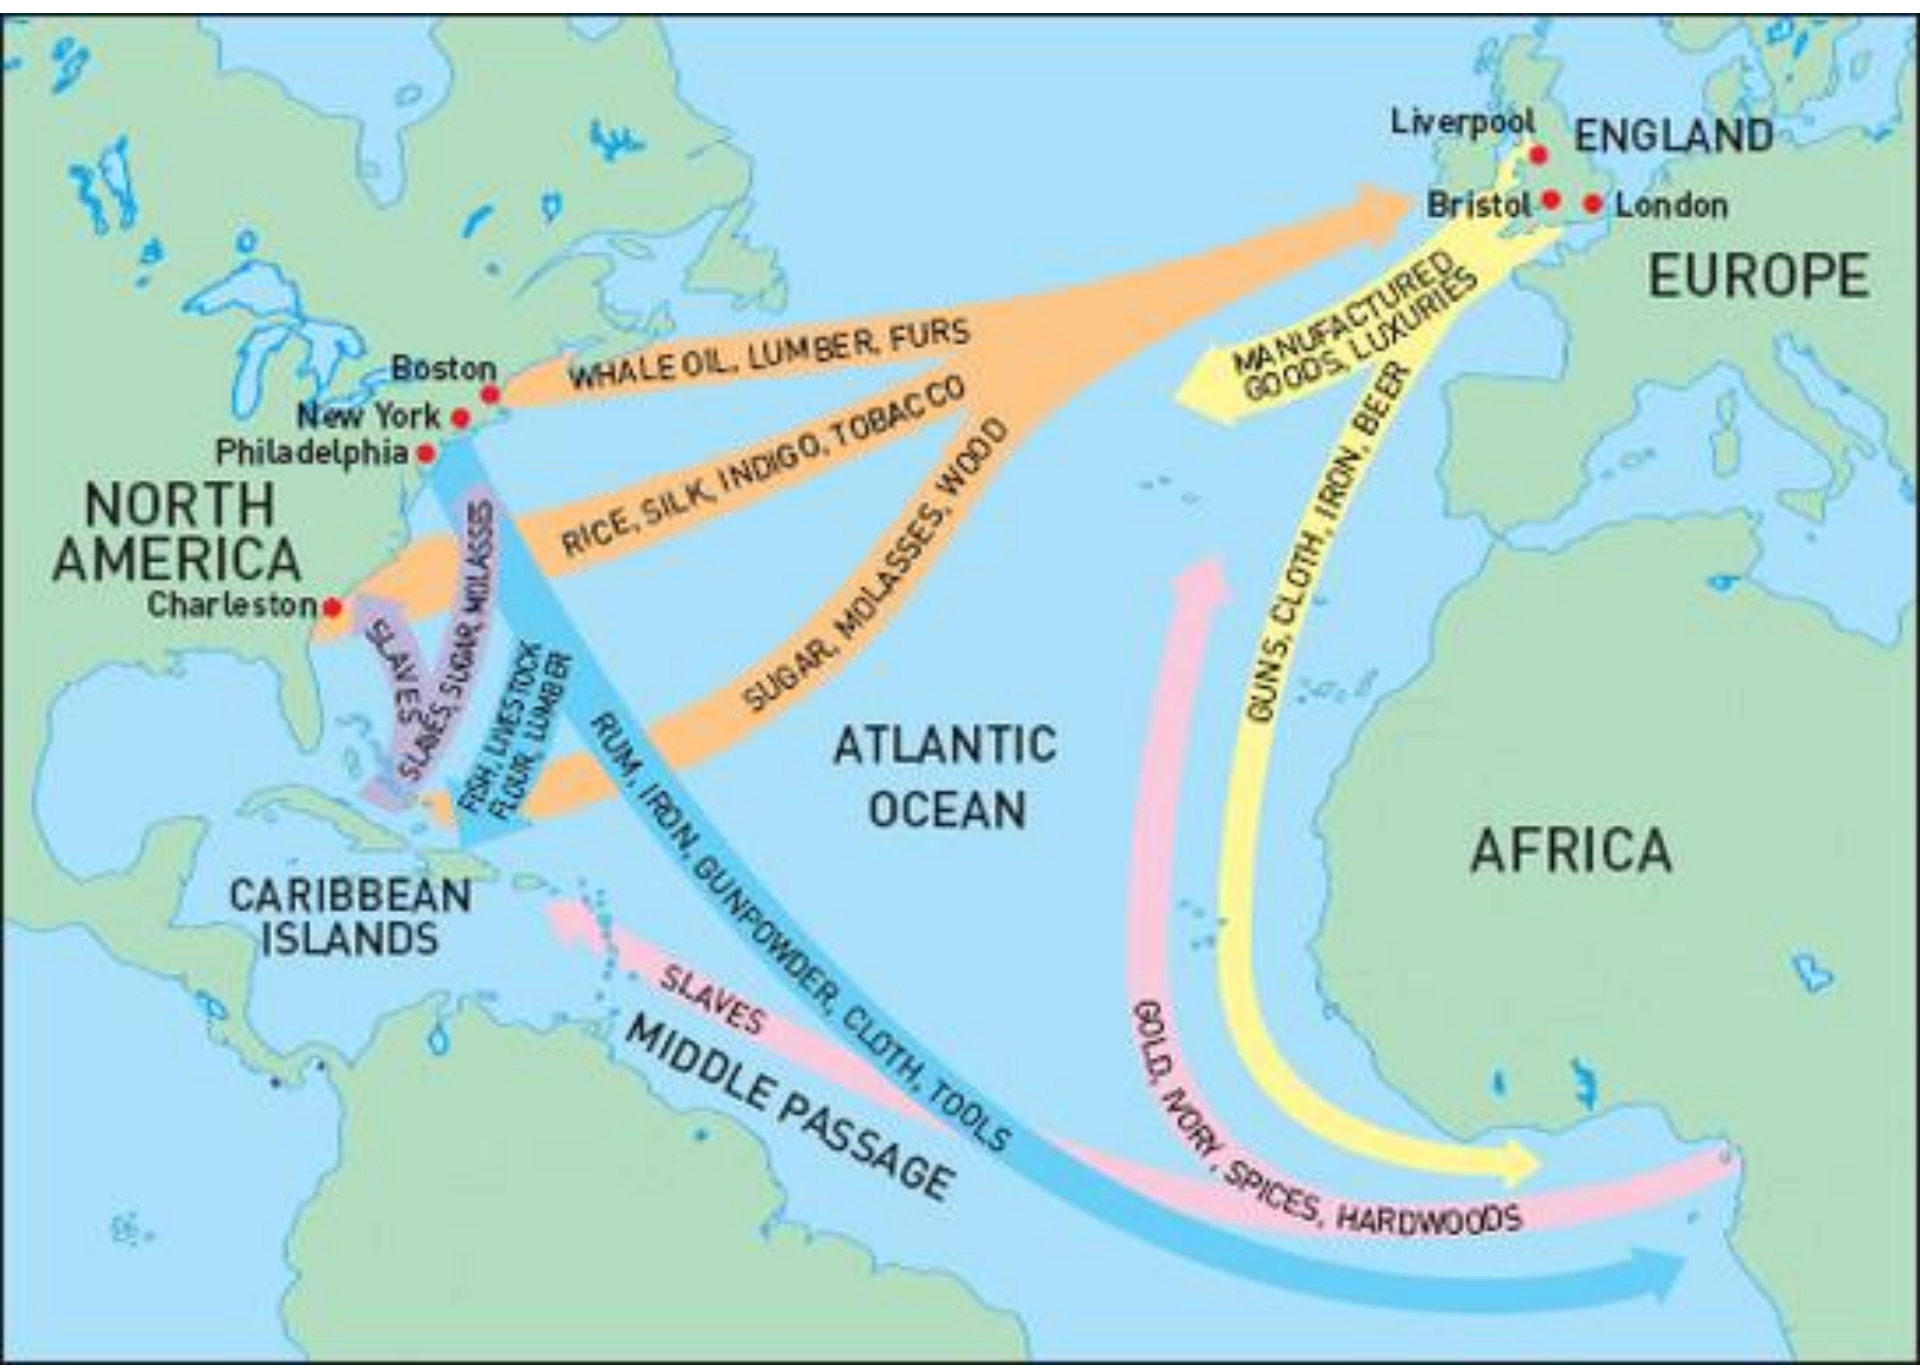 Liverpool
ENGLAND
Bristol
London
EUROPE
MANUFACTURED
GOODS, LUXURIES
WHALE OIL, LUMBER, FURS
Boston
New York
Philadelphia
RICE, SILK, INDIGO, TOBACCO
GUNS, CLOTH, IRON, BEER
NORTH
AMERICA
Charleston
SLAVES
SLAVES, SUGAR, MOLASSES
FISH, LIVESTOCK
FLOUR, LUMBER
SUGAR, MOLASSES, WOOD
RUM, IRON, GUNPOWDER, CLOTH, TOOLS
ATLANTIC
OCEAN
AFRICA
CARIBBEAN
ISLANDS
SLAVES
MIDDLE PASSAGE
GOLD, IVORY, SPICES, HARDWOODS